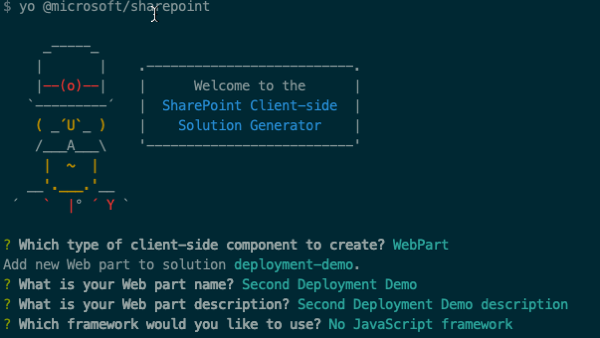 $ yo @microsoft/sharepoint
Welcome to the
SharePoint Client-side
Solution Generator
? Which type of client-side component to create? WebPart
Add new Web part to solution deployment-demo.
? What is your Web part name? Second Deployment Demo
? What is your Web part description? Second Deployment Demo description
? Which framework would you like to use? No JavaScript framework